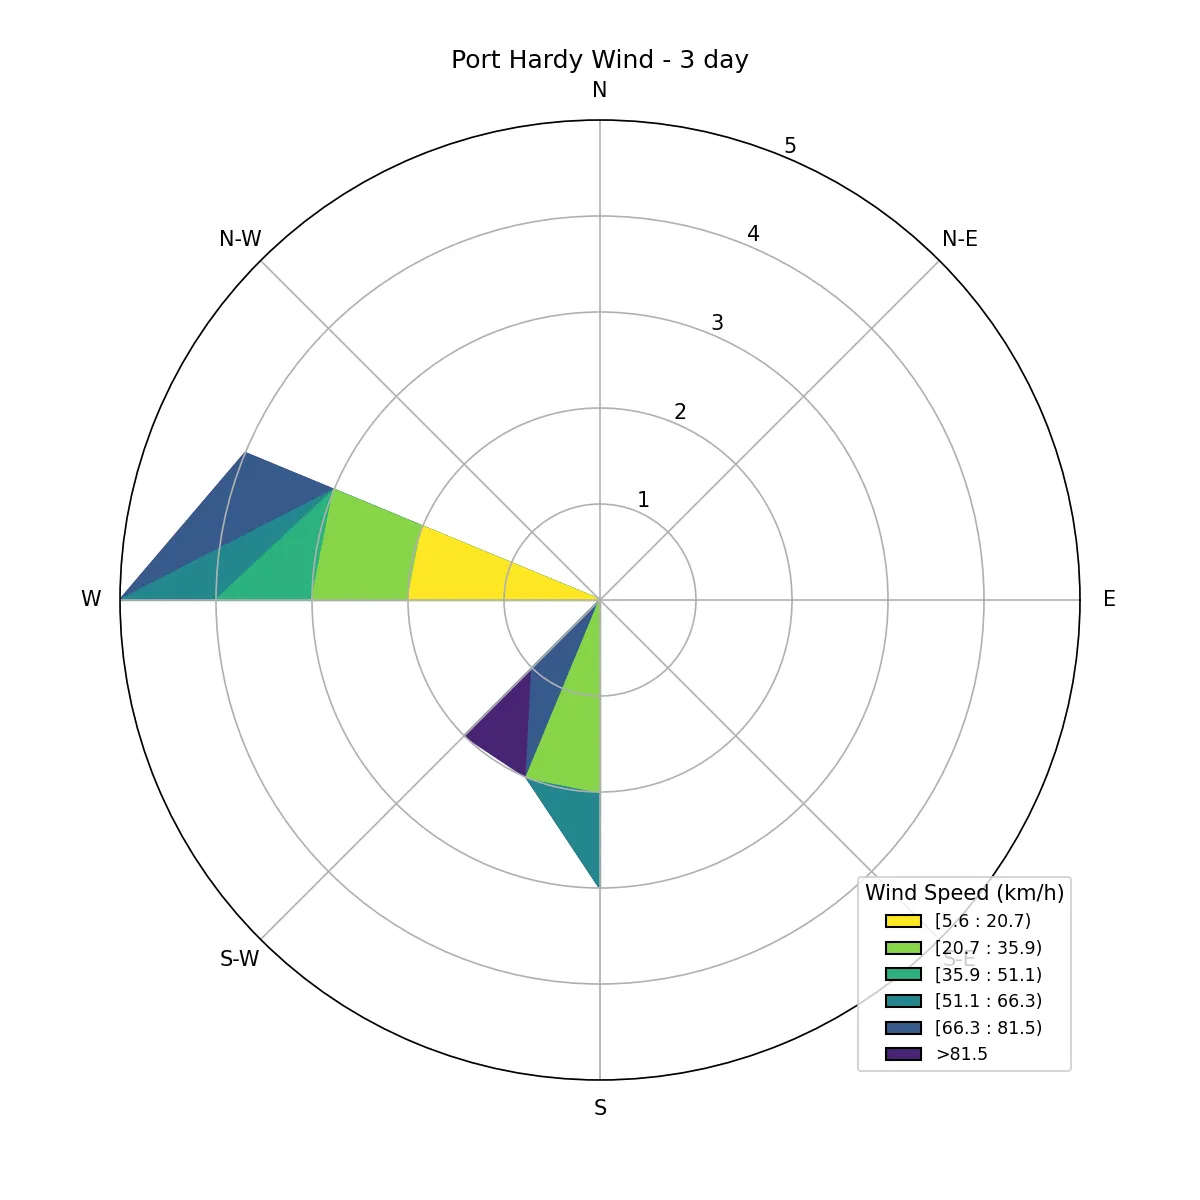 Port Hardy Wind - 3 day
N
5
N-W
4
N-E
3
2
1
W
E
Wind Speed (km/h)
[5.6 : 20.7)
[20.7 : 35.9)
S-W
S-E
[35.9 : 51.1)
[51.1 : 66.3)
[66.3 : 81.5)
>81.5
S